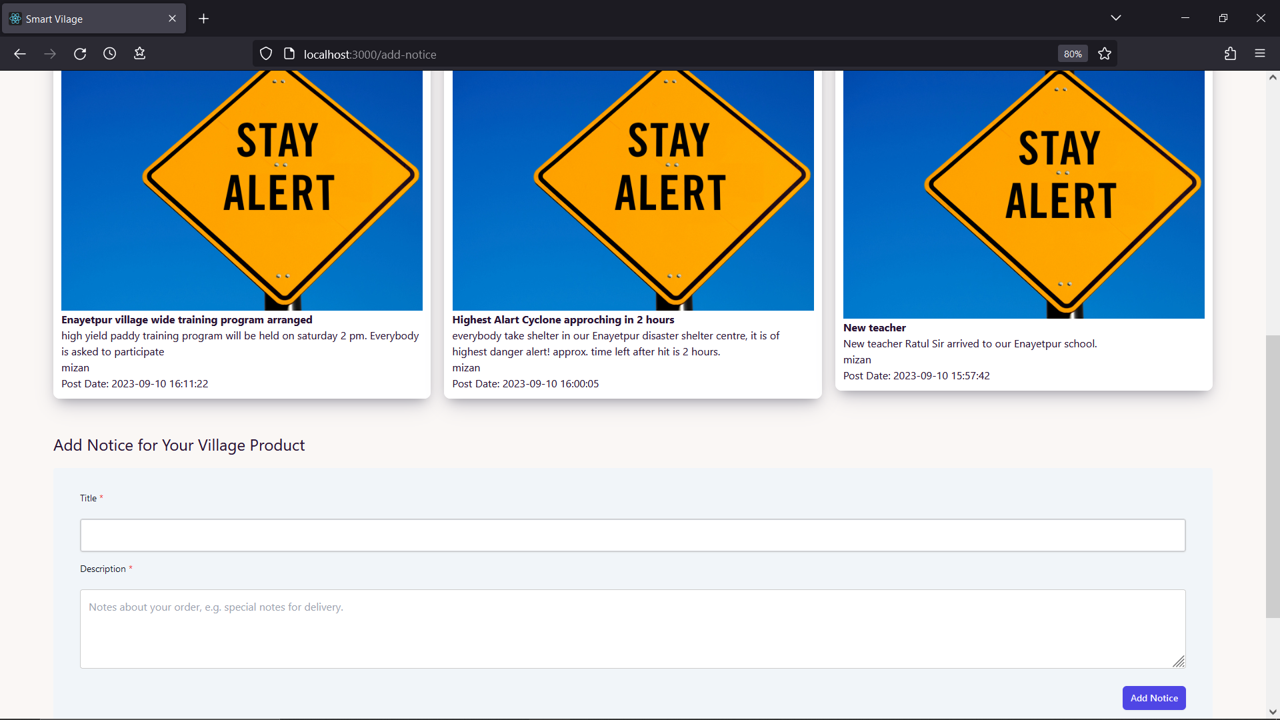 Smart Vilage
localhost:3000/add-notice
80%
STAY
ALERT
Enayetpur village wide training program arranged
high yield paddy training program will be held on saturday 2 pm. Everybody
is asked to participate
mizan
Post Date: 2023-09-10 16:11:22
STAY
ALERT
Highest Alart Cyclone approching in 2 hours
everybody take shelter in our Enayetpur disaster shelter centre, it is of
highest danger alert! approx. time left after hit is 2 hours.
mizan
Post Date: 2023-09-10 16:00:05
STAY
ALERT
New teacher
New teacher Ratul Sir arrived to our Enayetpur school.
mizan
Post Date: 2023-09-10 15:57:42
Add Notice for Your Village Product
Title *
Description *
Notes about your order, e.g. special notes for delivery.
Add Notice